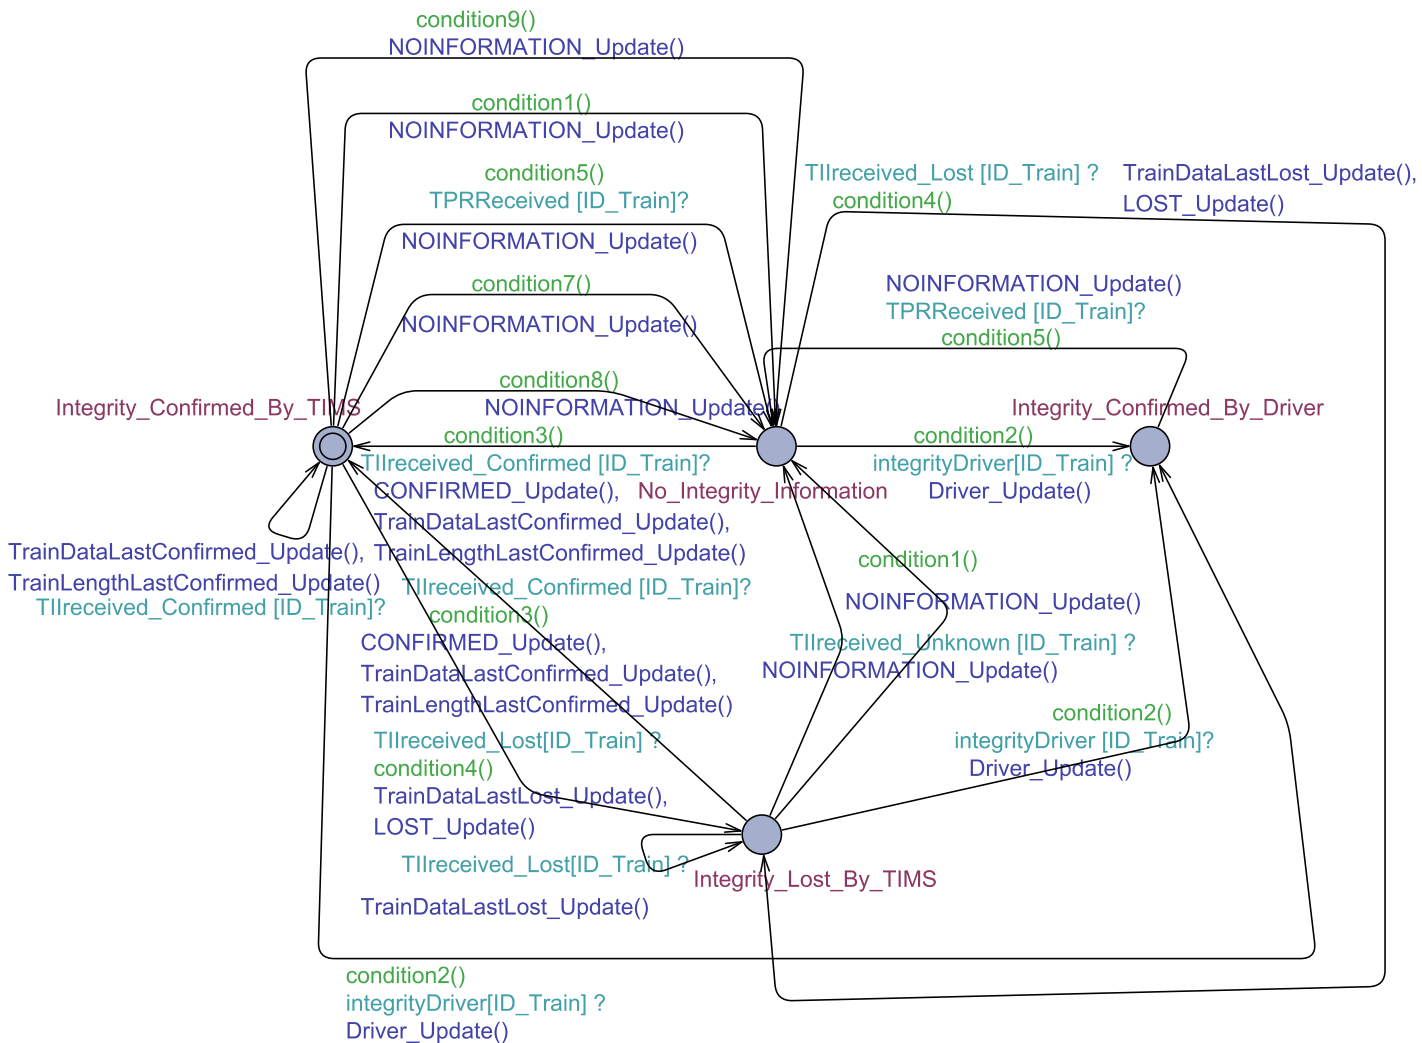 condition9()
NOINFORMATION_Update()
condition1()
NOINFORMATION_Update()
condition5()
TPRReceived [ID_Train]?
NOINFORMATION_Update()
condition7()
NOINFORMATION_Update()
condition8()
NOINFORMATION_Update()
TIIreceived_Lost [ID_Train] ?
condition4()
TrainDataLastLost_Update(),
LOST_Update()
NOINFORMATION_Update()
TPRReceived [ID_Train]?
condition5()
Integrity_Confirmed_By_TIMS
Integrity_Confirmed_By_Driver
condition3()
TIIreceived_Confirmed [ID_Train]?
CONFIRMED_Update(),
TrainDataLastConfirmed_Update(),
TrainLengthLastConfirmed_Update()
No_Integrity_Information
condition2()
integrityDriver[ID_Train] ?
Driver_Update()
TrainDataLastConfirmed_Update(),
TrainLengthLastConfirmed_Update()
TIIreceived_Confirmed [ID_Train]?
TIIreceived_Confirmed [ID_Train]?
condition3()
CONFIRMED_Update(),
TrainDataLastConfirmed_Update(),
TrainLengthLastConfirmed_Update()
condition1()
NOINFORMATION_Update()
TIIreceived_Unknown [ID_Train] ?
NOINFORMATION_Update()
condition2()
integrityDriver [ID_Train]?
Driver_Update()
TIIreceived_Lost[ID_Train] ?
condition4()
TrainDataLastLost_Update(),
LOST_Update()
TIIreceived_Lost[ID_Train] ?
Integrity_Lost_By_TIMS
TrainDataLastLost_Update()
condition2()
integrityDriver[ID_Train] ?
Driver_Update()